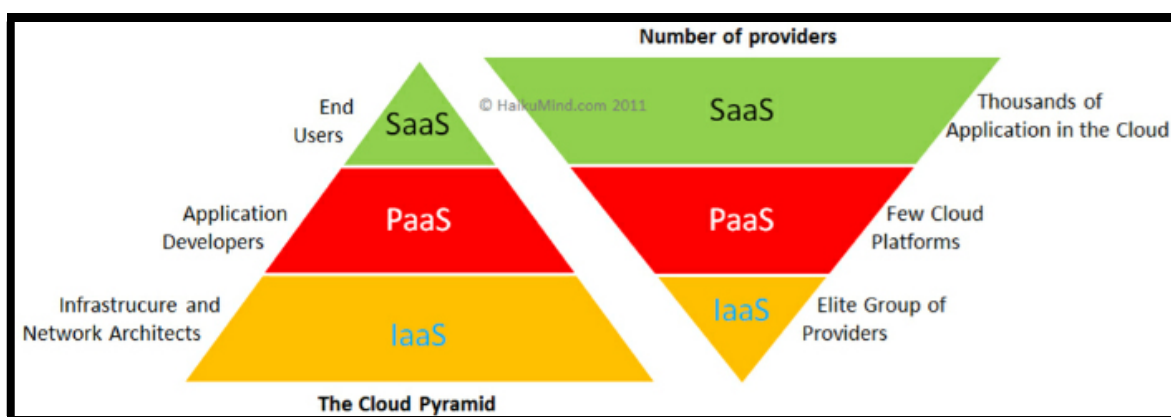 Number of providers
End
Users
SaaS
© HaikuMind.com 2011
SaaS
Thousands of
Application in the Cloud
Application
Developers
PaaS
PaaS
Few Cloud
Platforms
Infrastrucure and
Network Architects
IaaS
IaaS
Elite Group of
Providers
The Cloud Pyramid